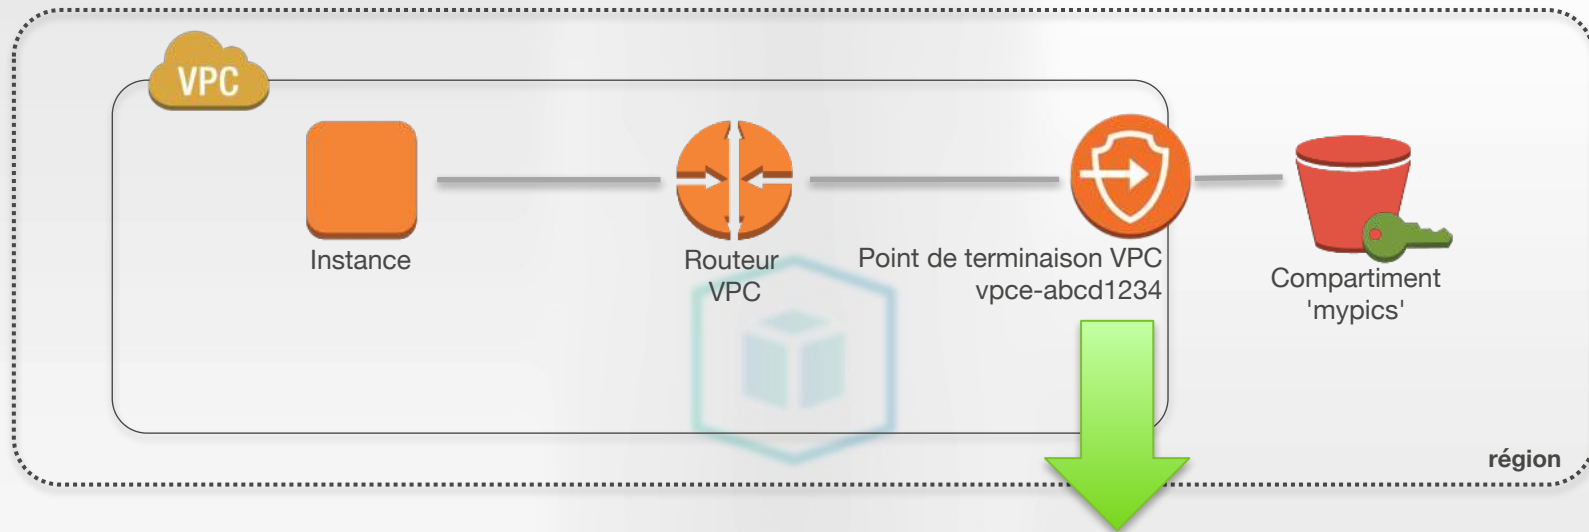 VPC
Instance
Routeur
VPC
Point de terminaison VPC
vpce-abcd1234
Compartiment
'mypics'
région